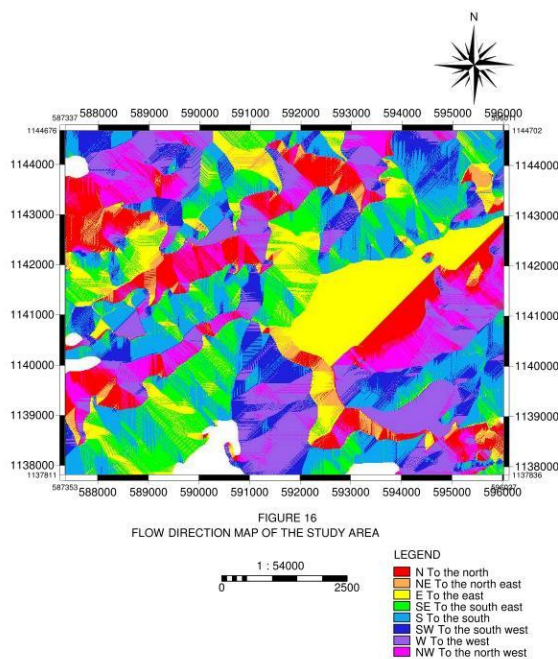 N
587337 596011
588000 589000 590000 591000 592000 593000 594000 595000 596000
1144676 1144702
1144000 1144000
1143000 1143000
1142000 1142000
1141000 1141000
1140000 1140000
1139000 1139000
1138000 1138000
1137811 1137836
587353 596027
588000 589000 590000 591000 592000 593000 594000 595000 596000
FIGURE 16
FLOW DIRECTION MAP OF THE STUDY AREA
1 : 54000
0 2500
LEGEND
N To the north
NE To the north east
E To the east
SE To the south east
S To the south
SW To the south west
W To the west
NW To the north west